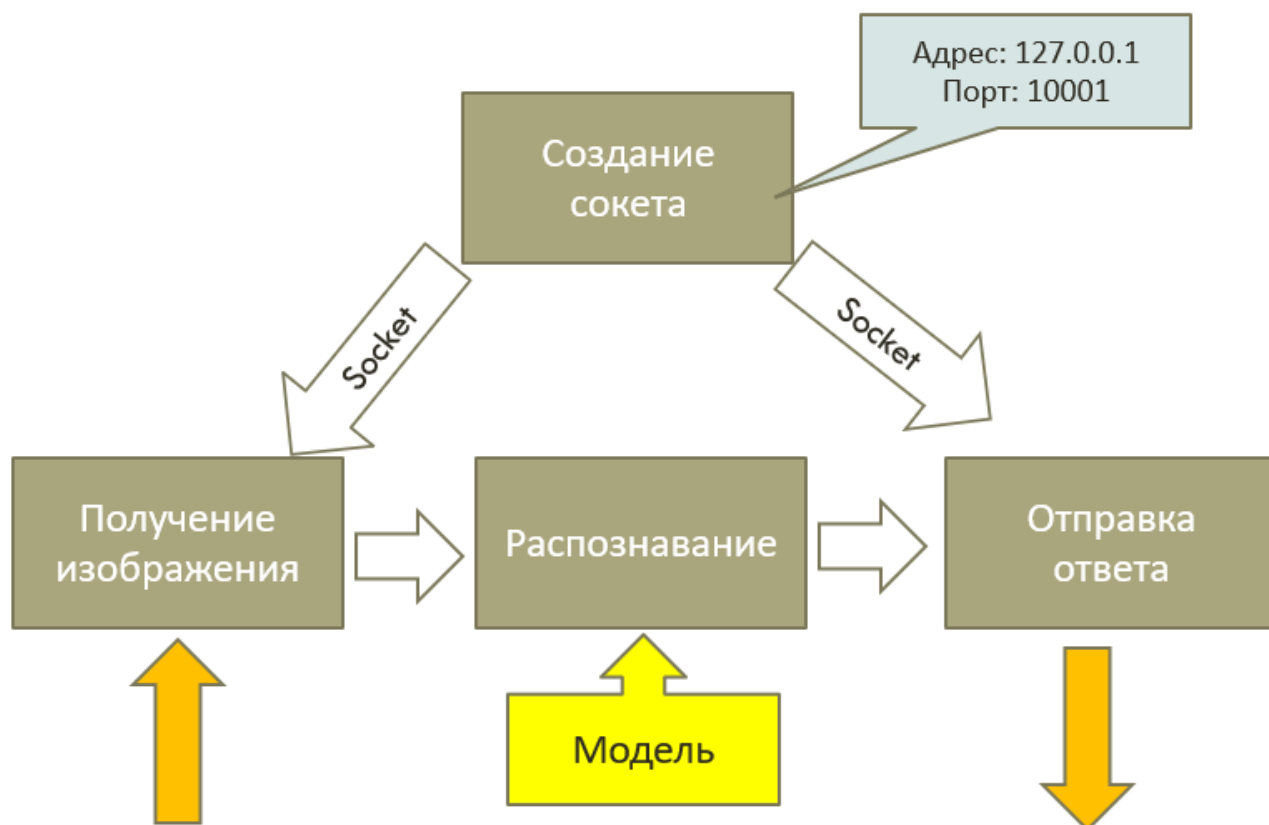 Адрес: 127.0.0.1
Порт: 10001
Создание
сокета
Socket
Socket
Получение
изображения
Распознавание
Отправка
ответа
Модель